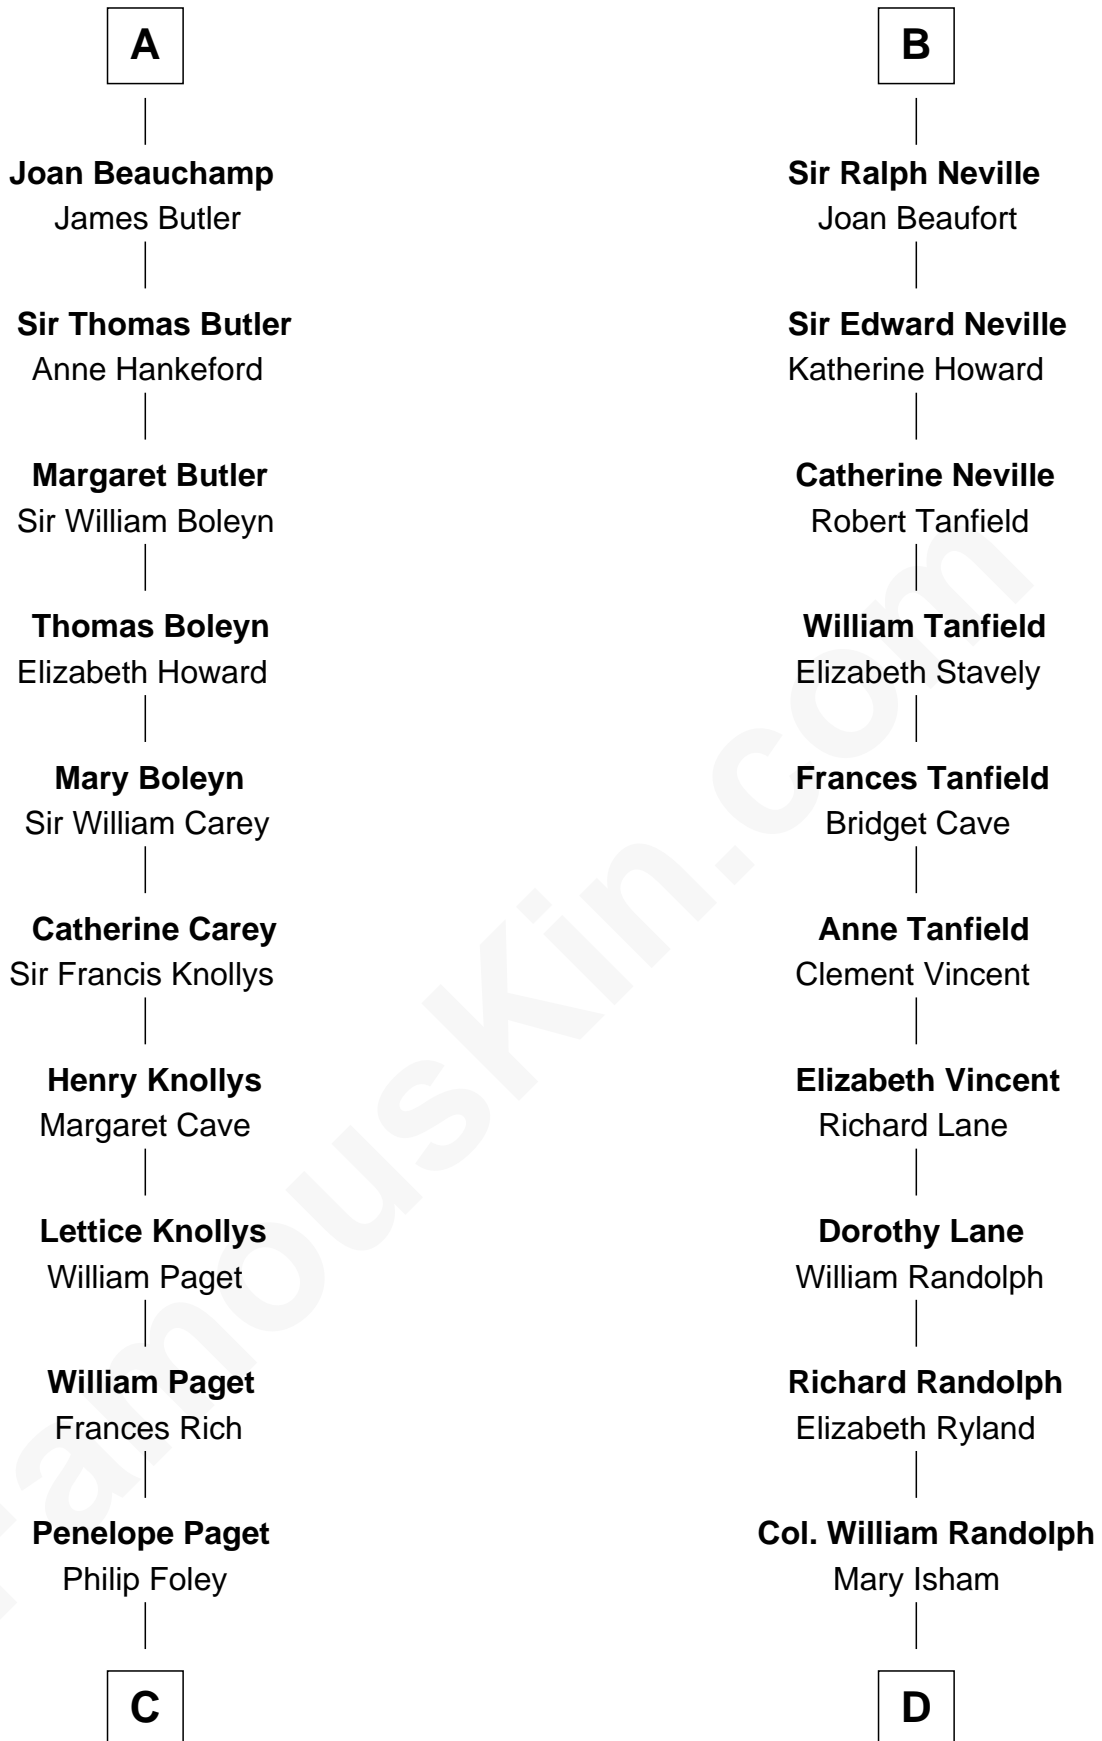 A
Joan Beauchamp
James Butler
Sir Thomas Butler
Anne Hankeford
Margaret Butler
Sir William Boleyn
Thomas Boleyn
Elizabeth Howard
Mary Boleyn
Sir William Carey
Catherine Carey
Sir Francis Knollys
Henry Knollys
Margaret Cave
Lettice Knollys
William Paget
William Paget
Frances Rich
Penelope Paget
Philip Foley
C
B
Sir Ralph Neville
Joan Beaufort
Sir Edward Neville
Katherine Howard
Catherine Neville
Robert Tanfield
William Tanfield
Elizabeth Stavely
Frances Tanfield
Bridget Cave
Anne Tanfield
Clement Vincent
Elizabeth Vincent
Richard Lane
Dorothy Lane
William Randolph
Richard Randolph
Elizabeth Ryland
Col. William Randolph
Mary Isham
D
FamousKin.com